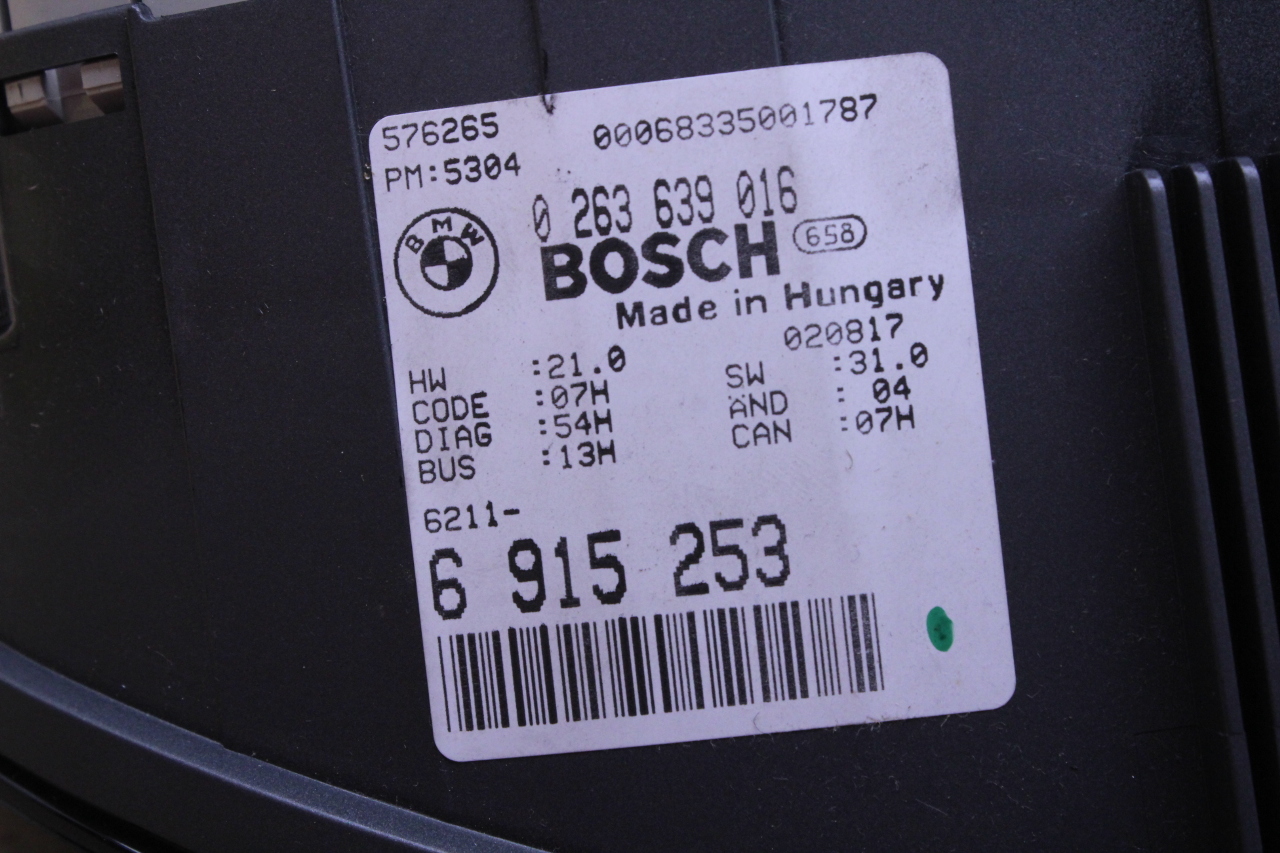 576265 00068335001787
PM:5304
0 263 639 016
BMW
BOSCH 658
Made in Hungary
020817
HW :21.0 SW :31.0
CODE :07H AND : 04
DIAG :54H CAN :07H
BUS :13H
6211-
6 915 253